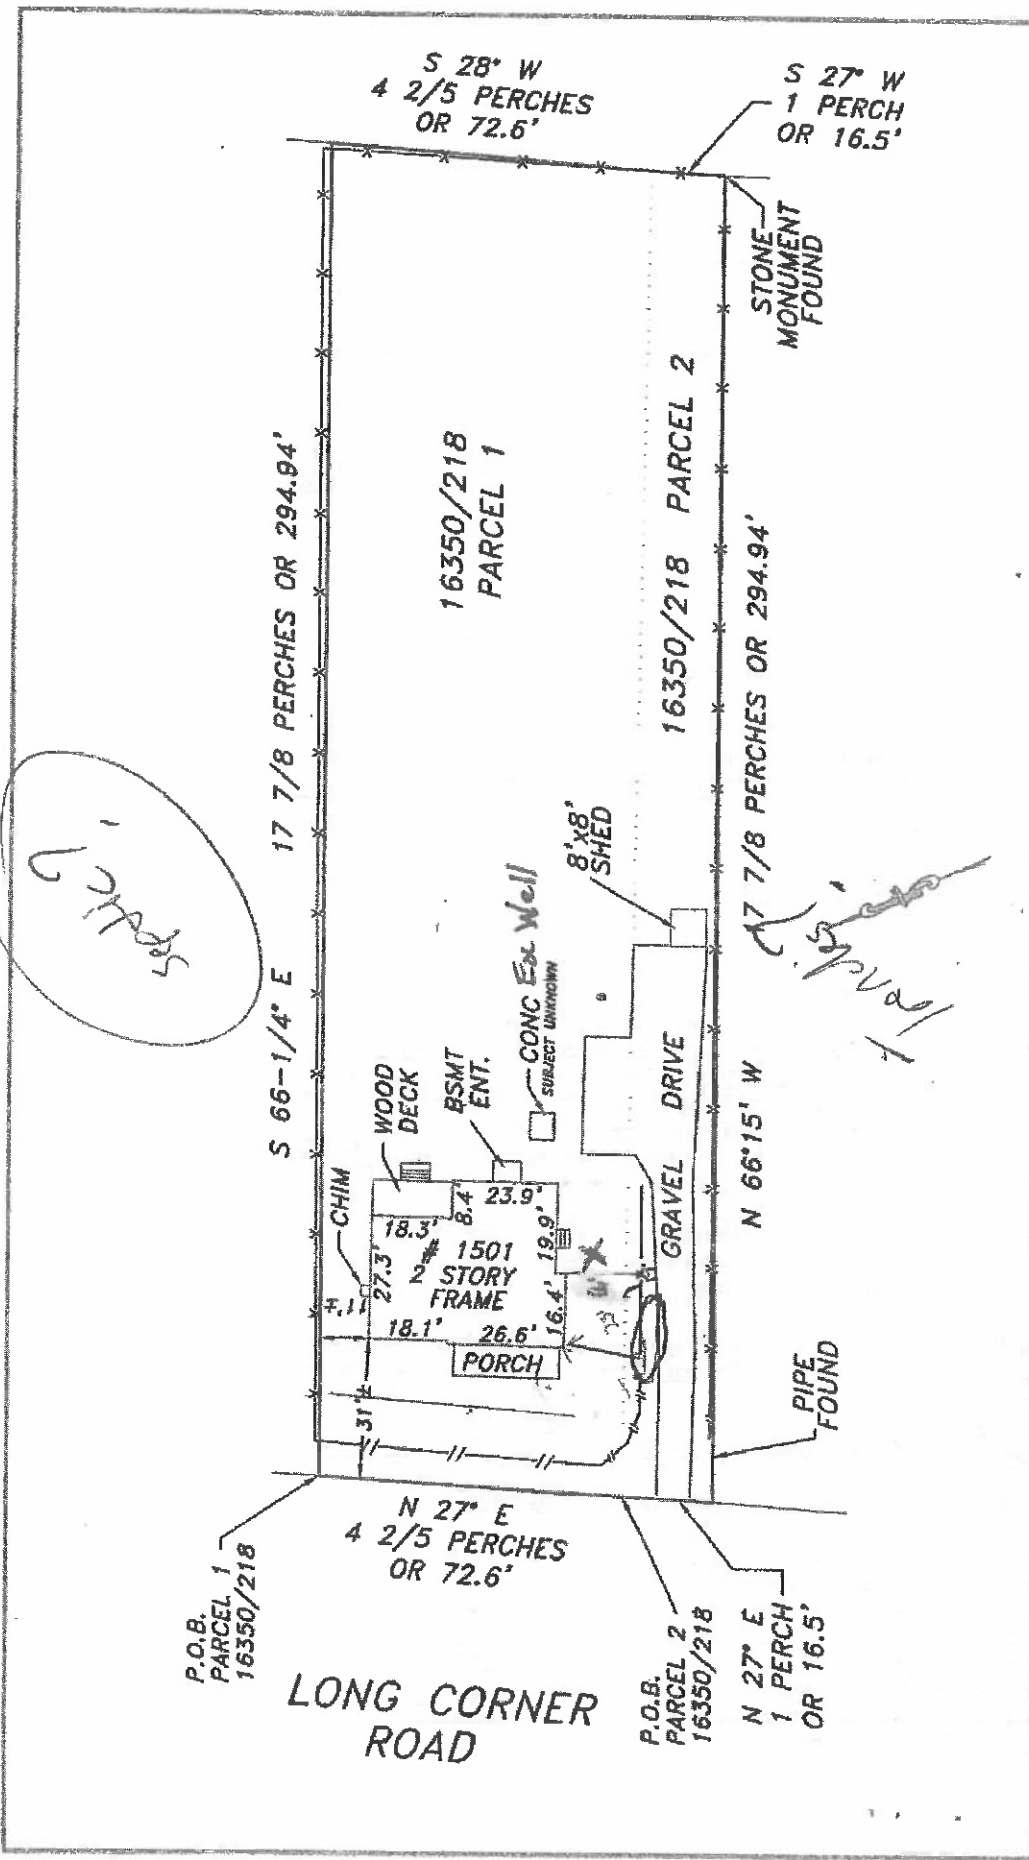 S 28° W
4 2/5 PERCHES
OR 72.6'
S 27° W
1 PERCH
OR 16.5'
STONE
MONUMENT
FOUND
S 66-1/4° E 17 7/8 PERCHES OR 294.94'
16350/218
PARCEL 1
16350/218 PARCEL 2
N 66°15' W 17 7/8 PERCHES OR 294.94'
Septic ?
8'x8'
SHED
CONC Ex Well
SUBJECT UNKNOWN
BSMT
ENT.
WOOD
DECK
CHIM
GRAVEL DRIVE
18.3'
8.4'
23.9'
27.3'
19.9'
# 1501
2 STORY
FRAME
18.1'
26.6'
16.4'
PORCH
31'
PIPE
FOUND
N 27° E
4 2/5 PERCHES
OR 72.6'
P.O.B.
PARCEL 1
16350/218
P.O.B.
PARCEL 2
16350/218
N 27° E
1 PERCH
OR 16.5'
LONG CORNER
ROAD